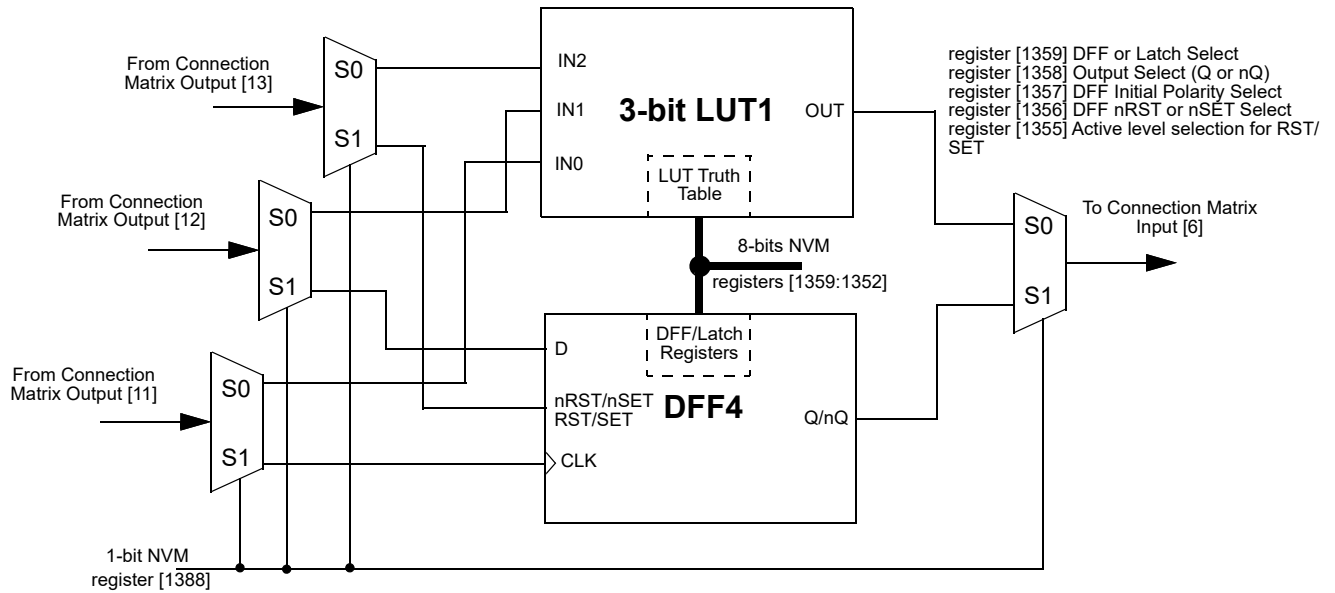 From Connection
Matrix Output [13]
S0
S1
From Connection
Matrix Output [12]
S0
S1
From Connection
Matrix Output [11]
S0
S1
1-bit NVM
register [1388]
IN2
IN1
IN0
3-bit LUT1
OUT
LUT Truth
Table
8-bits NVM
registers [1359:1352]
DFF/Latch
Registers
D
nRST/nSET
RST/SET
DFF4
Q/nQ
CLK
register [1359] DFF or Latch Select
register [1358] Output Select (Q or nQ)
register [1357] DFF Initial Polarity Select
register [1356] DFF nRST or nSET Select
register [1355] Active level selection for RST/
SET
S0
S1
To Connection Matrix
Input [6]